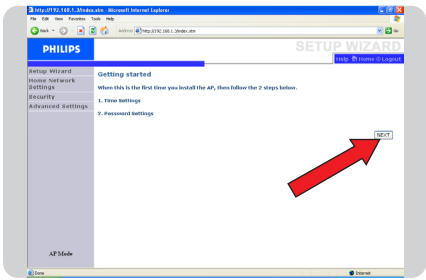 http://192.168.1.2/index.stm - Microsoft Internet Explorer
File Edit View Favorites Tools Help
Back
Address http://192.168.1.2/index.stm
Go
PHILIPS
SETUP WIZARD
Help Home Logout
Setup Wizard
Home Network Settings
Security
Advanced Settings
AP Mode
Getting started
When this is the first time you install the AP, then follow the 2 steps below.
1. Time Settings
2. Password Settings
NEXT
Done
Internet